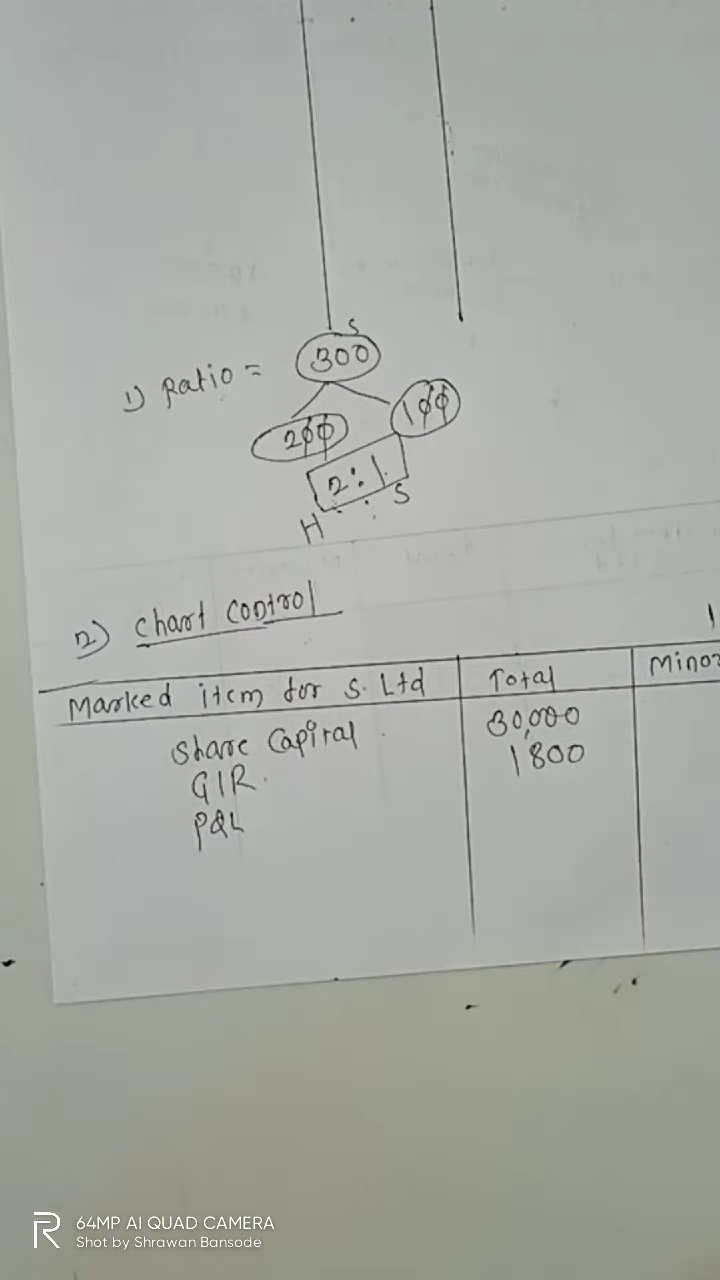 S
1) Ratio = 300
200 100
2:1
H : S
2) Chart Control
Marked item for S. Ltd Total
Share Capital 30,000
G/R. 1800
P&L
64MP AI QUAD CAMERA
Shot by Shrawan Bansode